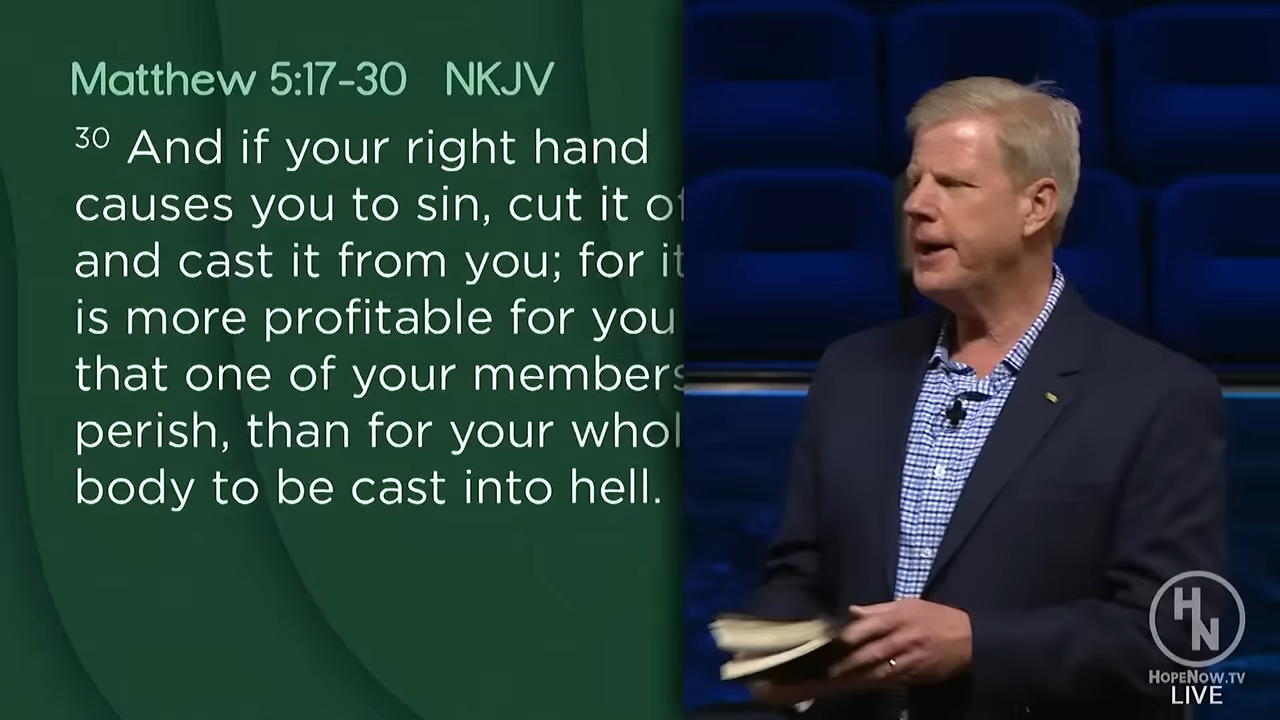 Matthew 5:17-30 NKJV
30 And if your right hand
causes you to sin, cut it of
and cast it from you; for it
is more profitable for you
that one of your members
perish, than for your whol
body to be cast into hell.
HN
HOPENOW.TV
LIVE